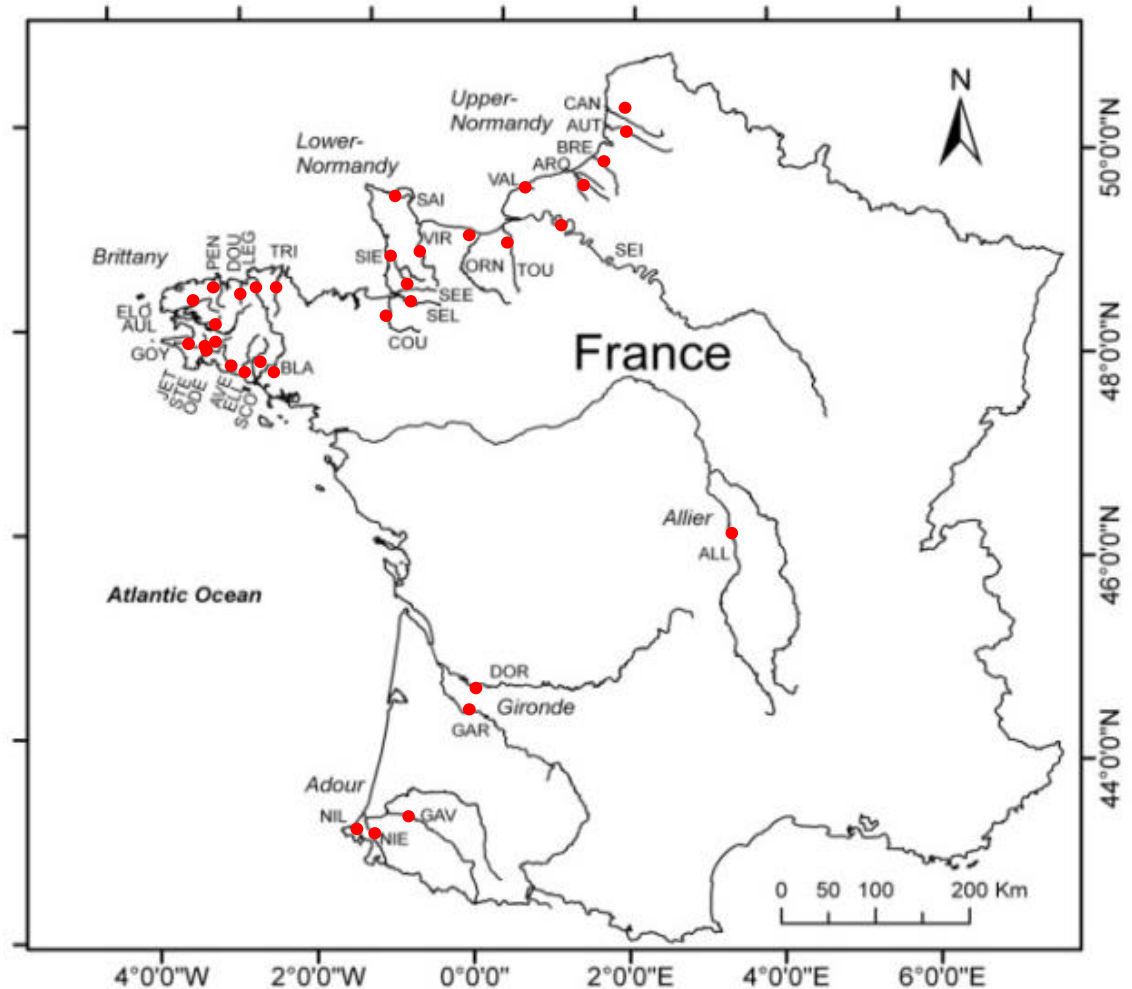 N
Upper-
Normandy
CAN
AUT
BRE
ARQ
VAL
Lower-
Normandy
SAI
VIR
SIE
ORN
TOU
SEI
SEE
SEL
COU
Brittany
PEN
DOU
LEG
TRI
ELO
AUL
GOY
JET
STE
ODE
AVE
ELL
SCO
BLA
France
Allier
ALL
Atlantic Ocean
DOR
Gironde
GAR
Adour
NIL
NIE
GAV
0 50 100 200 Km
50°0'0"N
48°0'0"N
46°0'0"N
44°0'0"N
4°0'0"W 2°0'0"W 0°0'0" 2°0'0"E 4°0'0"E 6°0'0"E